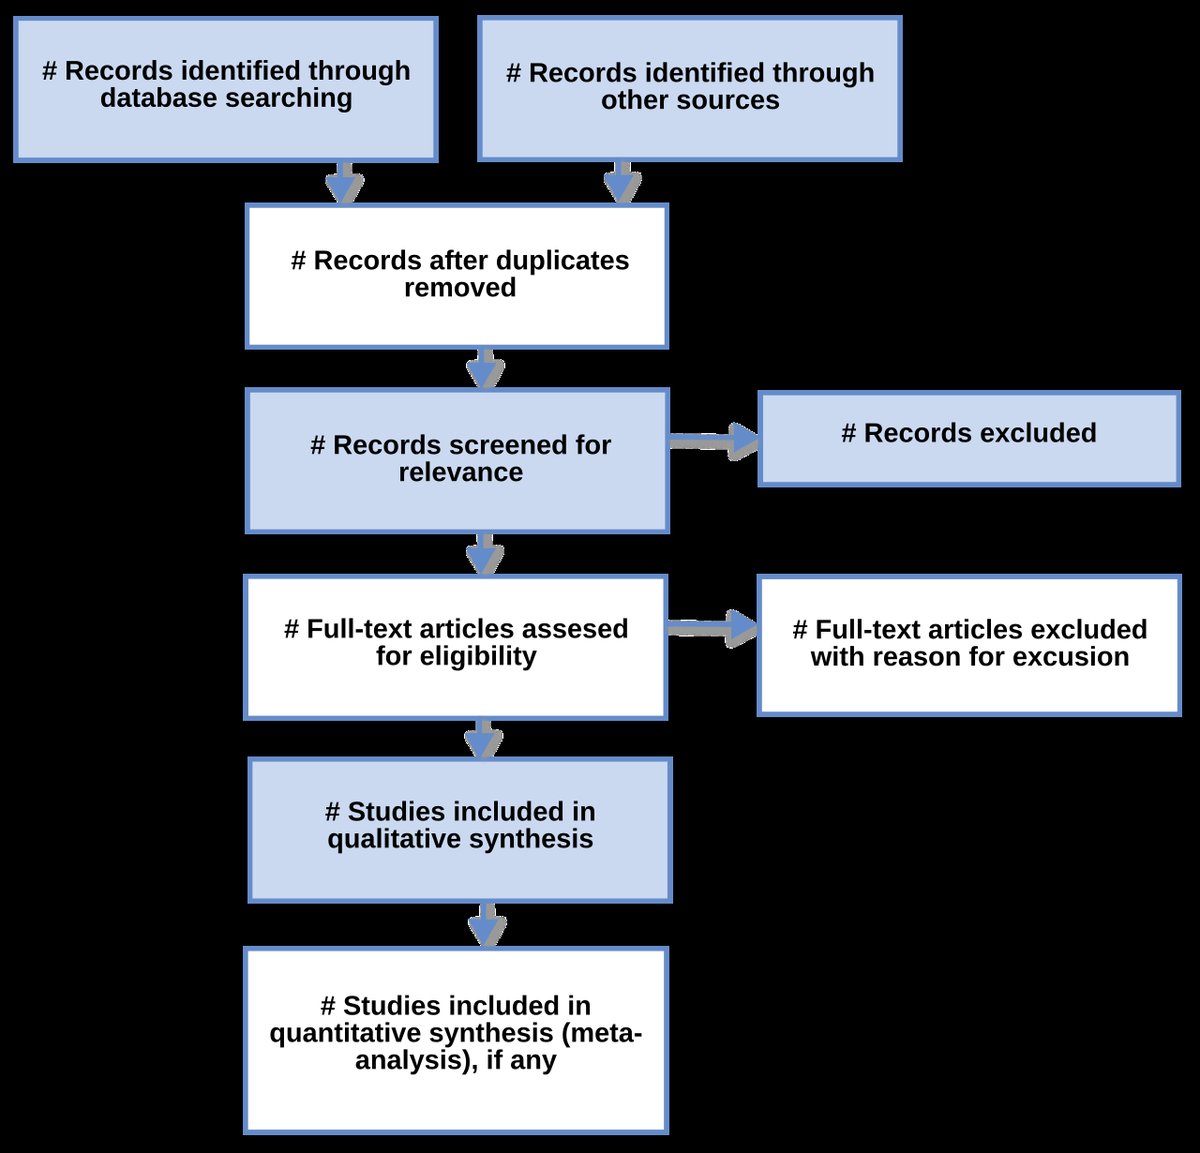 # Records identified through
database searching
# Records identified through
other sources
# Records after duplicates
removed
# Records screened for
relevance
# Records excluded
# Full-text articles assesed
for eligibility
# Full-text articles excluded
with reason for excusion
# Studies included in
qualitative synthesis
# Studies included in
quantitative synthesis (meta-
analysis), if any